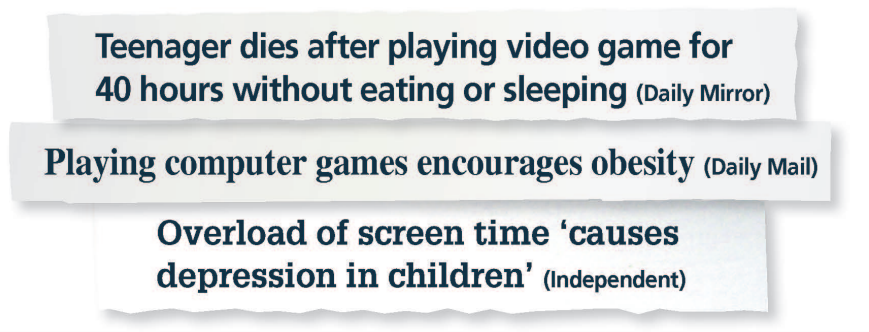 Teenager dies after playing video game for
40 hours without eating or sleeping (Daily Mirror)
Playing computer games encourages obesity (Daily Mail)
Overload of screen time ‘causes
depression in children’ (Independent)